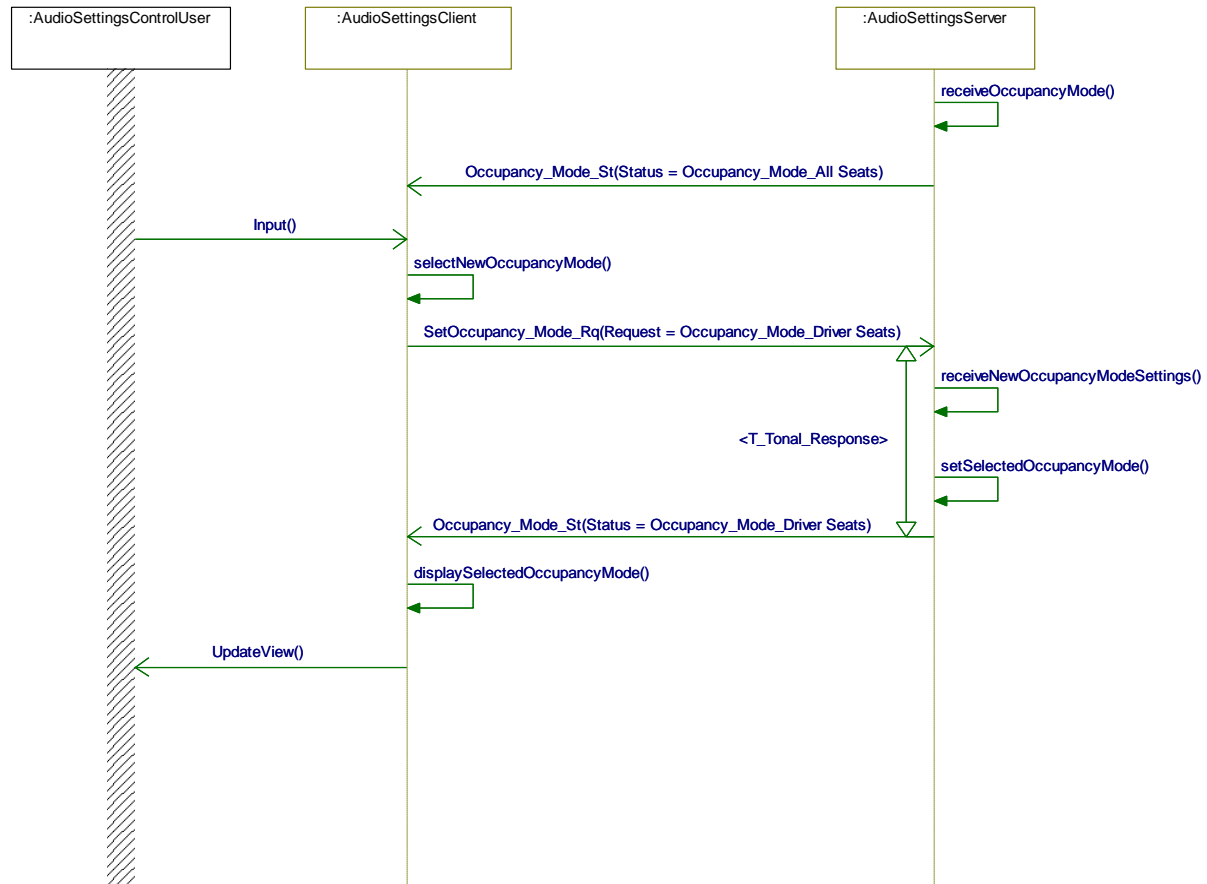 :AudioSettingsControlUser
:AudioSettingsClient
:AudioSettingsServer
receiveOccupancyMode()
Occupancy_Mode_St(Status = Occupancy_Mode_All Seats)
Input()
selectNewOccupancyMode()
SetOccupancy_Mode_Rq(Request = Occupancy_Mode_Driver Seats)
receiveNewOccupancyModeSettings()
<T_Tonal_Response>
setSelectedOccupancyMode()
Occupancy_Mode_St(Status = Occupancy_Mode_Driver Seats)
displaySelectedOccupancyMode()
UpdateView()